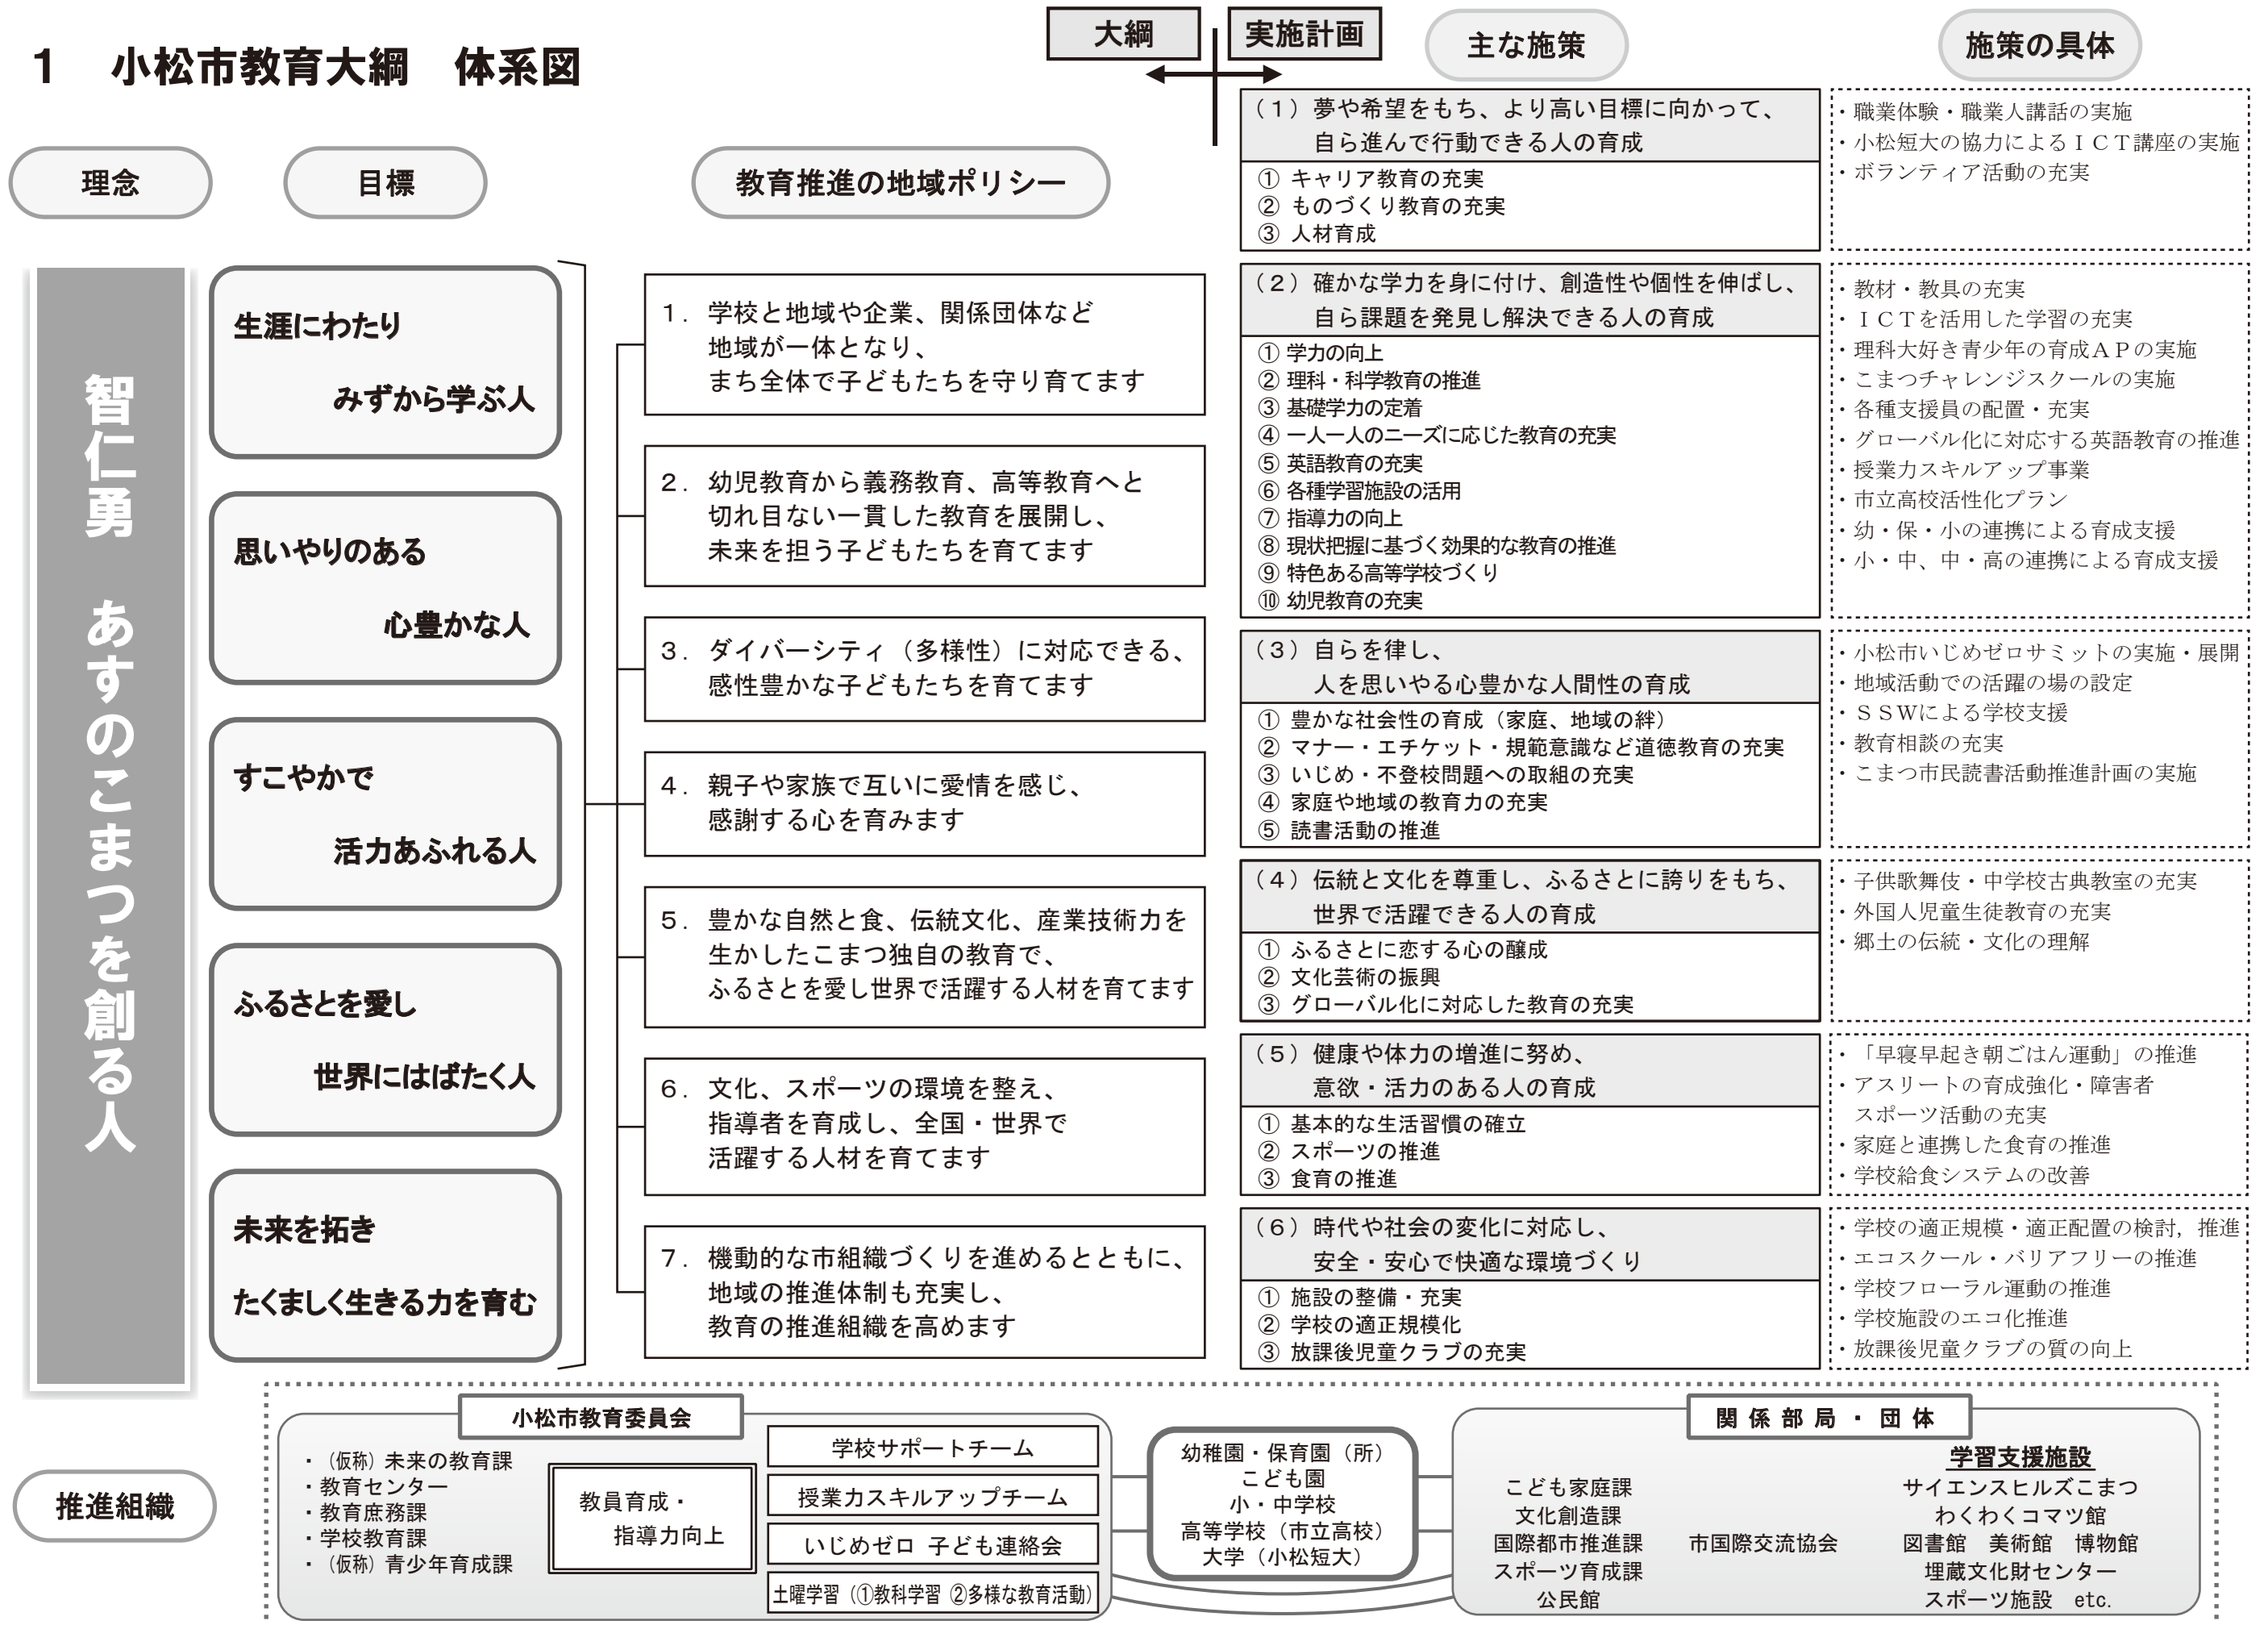 1　小松市教育大綱　体系図
大綱
実施計画
主な施策
施策の具体
理念
目標
教育推進の地域ポリシー
智仁勇　あすのこまつを創る人
生涯にわたり
みずから学ぶ人
思いやりのある
心豊かな人
すこやかで
活力あふれる人
ふるさとを愛し
世界にはばたく人
未来を拓き
たくましく生きる力を育む
1．学校と地域や企業、関係団体など
地域が一体となり、
まち全体で子どもたちを守り育てます
2．幼児教育から義務教育、高等教育へと
切れ目ない一貫した教育を展開し、
未来を担う子どもたちを育てます
3．ダイバーシティ（多様性）に対応できる、
感性豊かな子どもたちを育てます
4．親子や家族で互いに愛情を感じ、
感謝する心を育みます
5．豊かな自然と食、伝統文化、産業技術力を
生かしたこまつ独自の教育で、
ふるさとを愛し世界で活躍する人材を育てます
6．文化、スポーツの環境を整え、
指導者を育成し、全国・世界で
活躍する人材を育てます
7．機動的な市組織づくりを進めるとともに、
地域の推進体制も充実し、
教育の推進組織を高めます
（1）夢や希望をもち、より高い目標に向かって、
自ら進んで行動できる人の育成
① キャリア教育の充実
② ものづくり教育の充実
③ 人材育成
・職業体験・職業人講話の実施
・小松短大の協力によるＩＣＴ講座の実施
・ボランティア活動の充実
（2）確かな学力を身に付け、創造性や個性を伸ばし、
自ら課題を発見し解決できる人の育成
① 学力の向上
② 理科・科学教育の推進
③ 基礎学力の定着
④ 一人一人のニーズに応じた教育の充実
⑤ 英語教育の充実
⑥ 各種学習施設の活用
⑦ 指導力の向上
⑧ 現状把握に基づく効果的な教育の推進
⑨ 特色ある高等学校づくり
⑩ 幼児教育の充実
・教材・教具の充実
・ＩＣＴを活用した学習の充実
・理科大好き青少年の育成ＡＰの実施
・こまつチャレンジスクールの実施
・各種支援員の配置・充実
・グローバル化に対応する英語教育の推進
・授業力スキルアップ事業
・市立高校活性化プラン
・幼・保・小の連携による育成支援
・小・中、中・高の連携による育成支援
（3）自らを律し、
人を思いやる心豊かな人間性の育成
① 豊かな社会性の育成（家庭、地域の絆）
② マナー・エチケット・規範意識など道徳教育の充実
③ いじめ・不登校問題への取組の充実
④ 家庭や地域の教育力の充実
⑤ 読書活動の推進
・小松市いじめゼロサミットの実施・展開
・地域活動での活躍の場の設定
・ＳＳＷによる学校支援
・教育相談の充実
・こまつ市民読書活動推進計画の実施
（4）伝統と文化を尊重し、ふるさとに誇りをもち、
世界で活躍できる人の育成
① ふるさとに恋する心の醸成
② 文化芸術の振興
③ グローバル化に対応した教育の充実
・子供歌舞伎・中学校古典教室の充実
・外国人児童生徒教育の充実
・郷土の伝統・文化の理解
（5）健康や体力の増進に努め、
意欲・活力のある人の育成
① 基本的な生活習慣の確立
② スポーツの推進
③ 食育の推進
・「早寝早起き朝ごはん運動」の推進
・アスリートの育成強化・障害者
スポーツ活動の充実
・家庭と連携した食育の推進
・学校給食システムの改善
（6）時代や社会の変化に対応し、
安全・安心で快適な環境づくり
① 施設の整備・充実
② 学校の適正規模化
③ 放課後児童クラブの充実
・学校の適正規模・適正配置の検討，推進
・エコスクール・バリアフリーの推進
・学校フローラル運動の推進
・学校施設のエコ化推進
・放課後児童クラブの質の向上
推進組織
小松市教育委員会
・（仮称）未来の教育課
・教育センター
・教育庶務課
・学校教育課
・（仮称）青少年育成課
教員育成・
指導力向上
学校サポートチーム
授業力スキルアップチーム
いじめゼロ 子ども連絡会
土曜学習（①教科学習 ②多様な教育活動）
幼稚園・保育園（所）
こども園
小・中学校
高等学校（市立高校）
大学（小松短大）
関係部局・団体
こども家庭課
文化創造課
国際都市推進課
スポーツ育成課
公民館
市国際交流協会
学習支援施設
サイエンスヒルズこまつ
わくわくコマツ館
図書館　美術館　博物館
埋蔵文化財センター
スポーツ施設　etc.